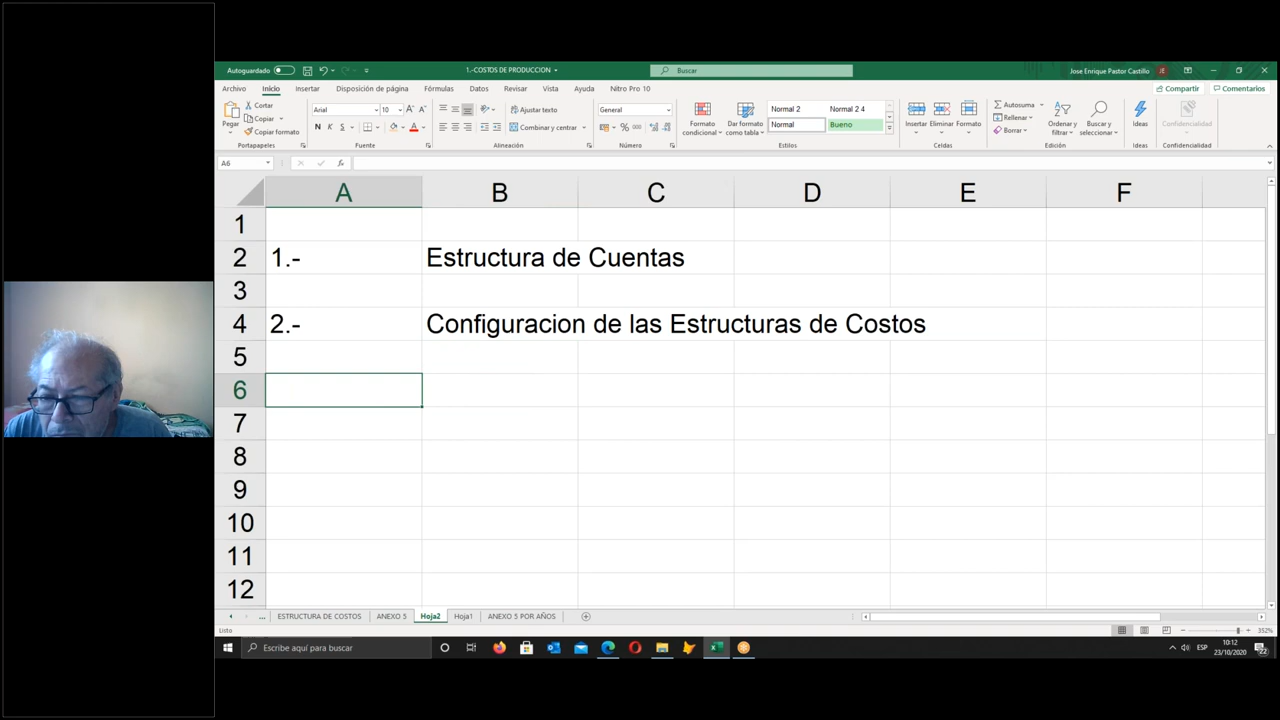 Autoguardado
1.-COSTOS DE PRODUCCION
Buscar
Jose Enrique Pastor Castillo
JE
Archivo Inicio Insertar Disposición de página Fórmulas Datos Revisar Vista Ayuda Nitro Pro 10
Compartir Comentarios
Pegar
Cortar
Copiar
Copiar formato
Portapapeles
Arial 10
N K S
Fuente
Ajustar texto
Combinar y centrar
Alineación
General
% 000
Número
Formato condicional
Dar formato como tabla
Normal 2 Normal 2 4
Normal Bueno
Estilos
Insertar Eliminar Formato
Celdas
Autosuma
Rellenar
Borrar
Ordenar y filtrar
Buscar y seleccionar
Edición
Ideas
Ideas
Confidencialidad
Confidencialidad
A6 fx
A B C D E F
1
2 1.- Estructura de Cuentas
3
4 2.- Configuracion de las Estructuras de Costos
5
6
7
8
9
10
11
12
... ESTRUCTURA DE COSTOS ANEXO 5 Hoja2 Hoja1 ANEXO 5 POR AÑOS
Listo
352%
Escribe aquí para buscar
ESP
10:12
23/10/2020
22